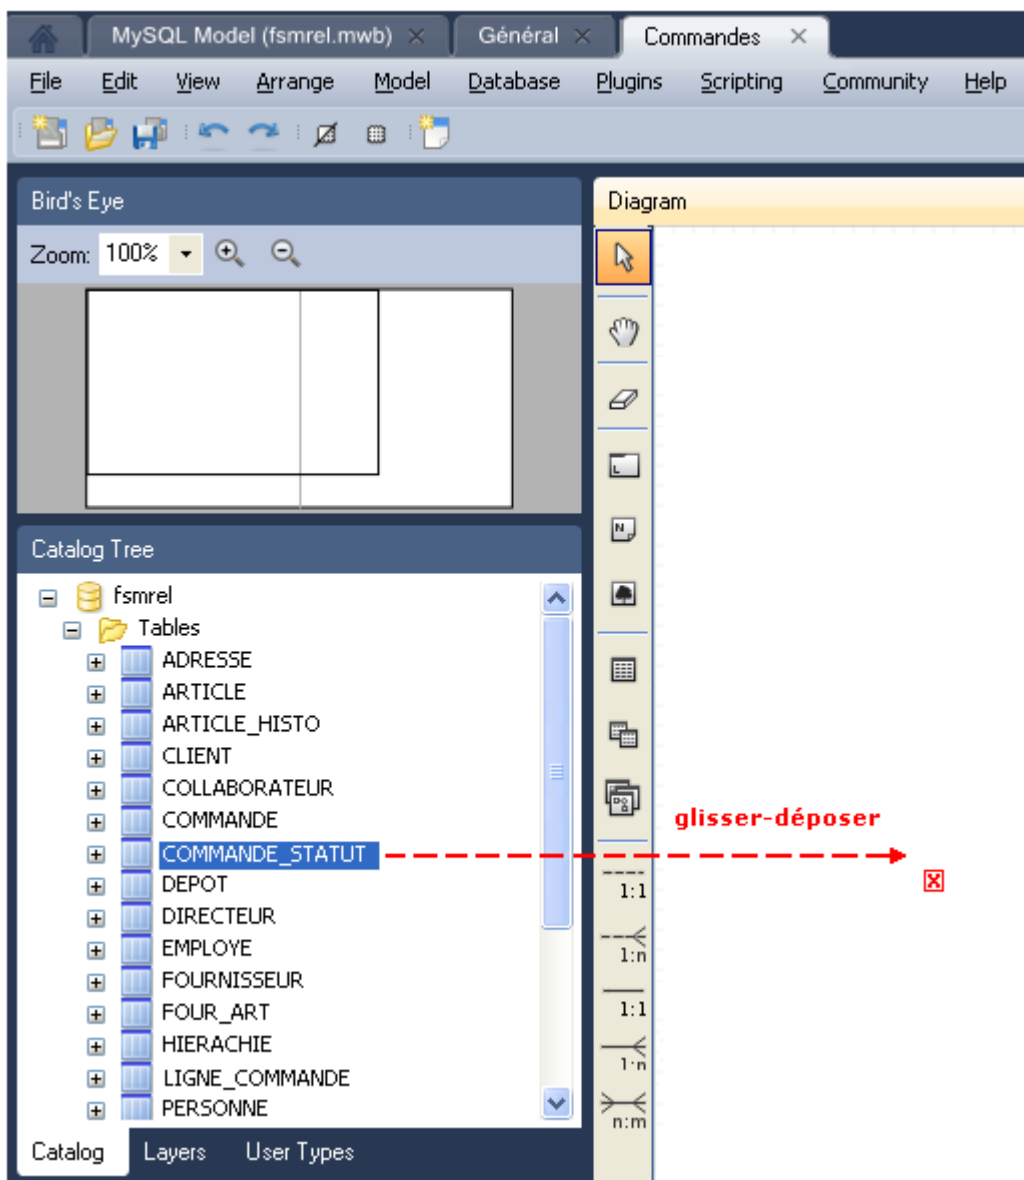 MySQL Model (fsmrel.mwb) Général Commandes
File Edit View Arrange Model Database Plugins Scripting Community Help
Bird's Eye
Zoom: 100%
Diagram
L
N
Catalog Tree
fsmrel
Tables
ADRESSE
ARTICLE
ARTICLE_HISTO
CLIENT
COLLABORATEUR
COMMANDE
COMMANDE_STATUT
DEPOT
DIRECTEUR
EMPLOYE
FOURNISSEUR
FOUR_ART
HIERACHIE
LIGNE_COMMANDE
PERSONNE
glisser-déposer
1:1
1:n
1:1
1:n
n:m
Catalog Layers User Types